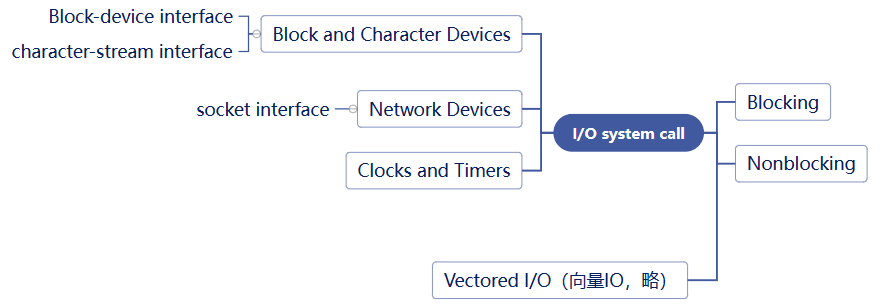 Block-device interface
character-stream interface
Block and Character Devices
socket interface
Network Devices
Clocks and Timers
I/O system call
Blocking
Nonblocking
Vectored I/O（向量IO，略）